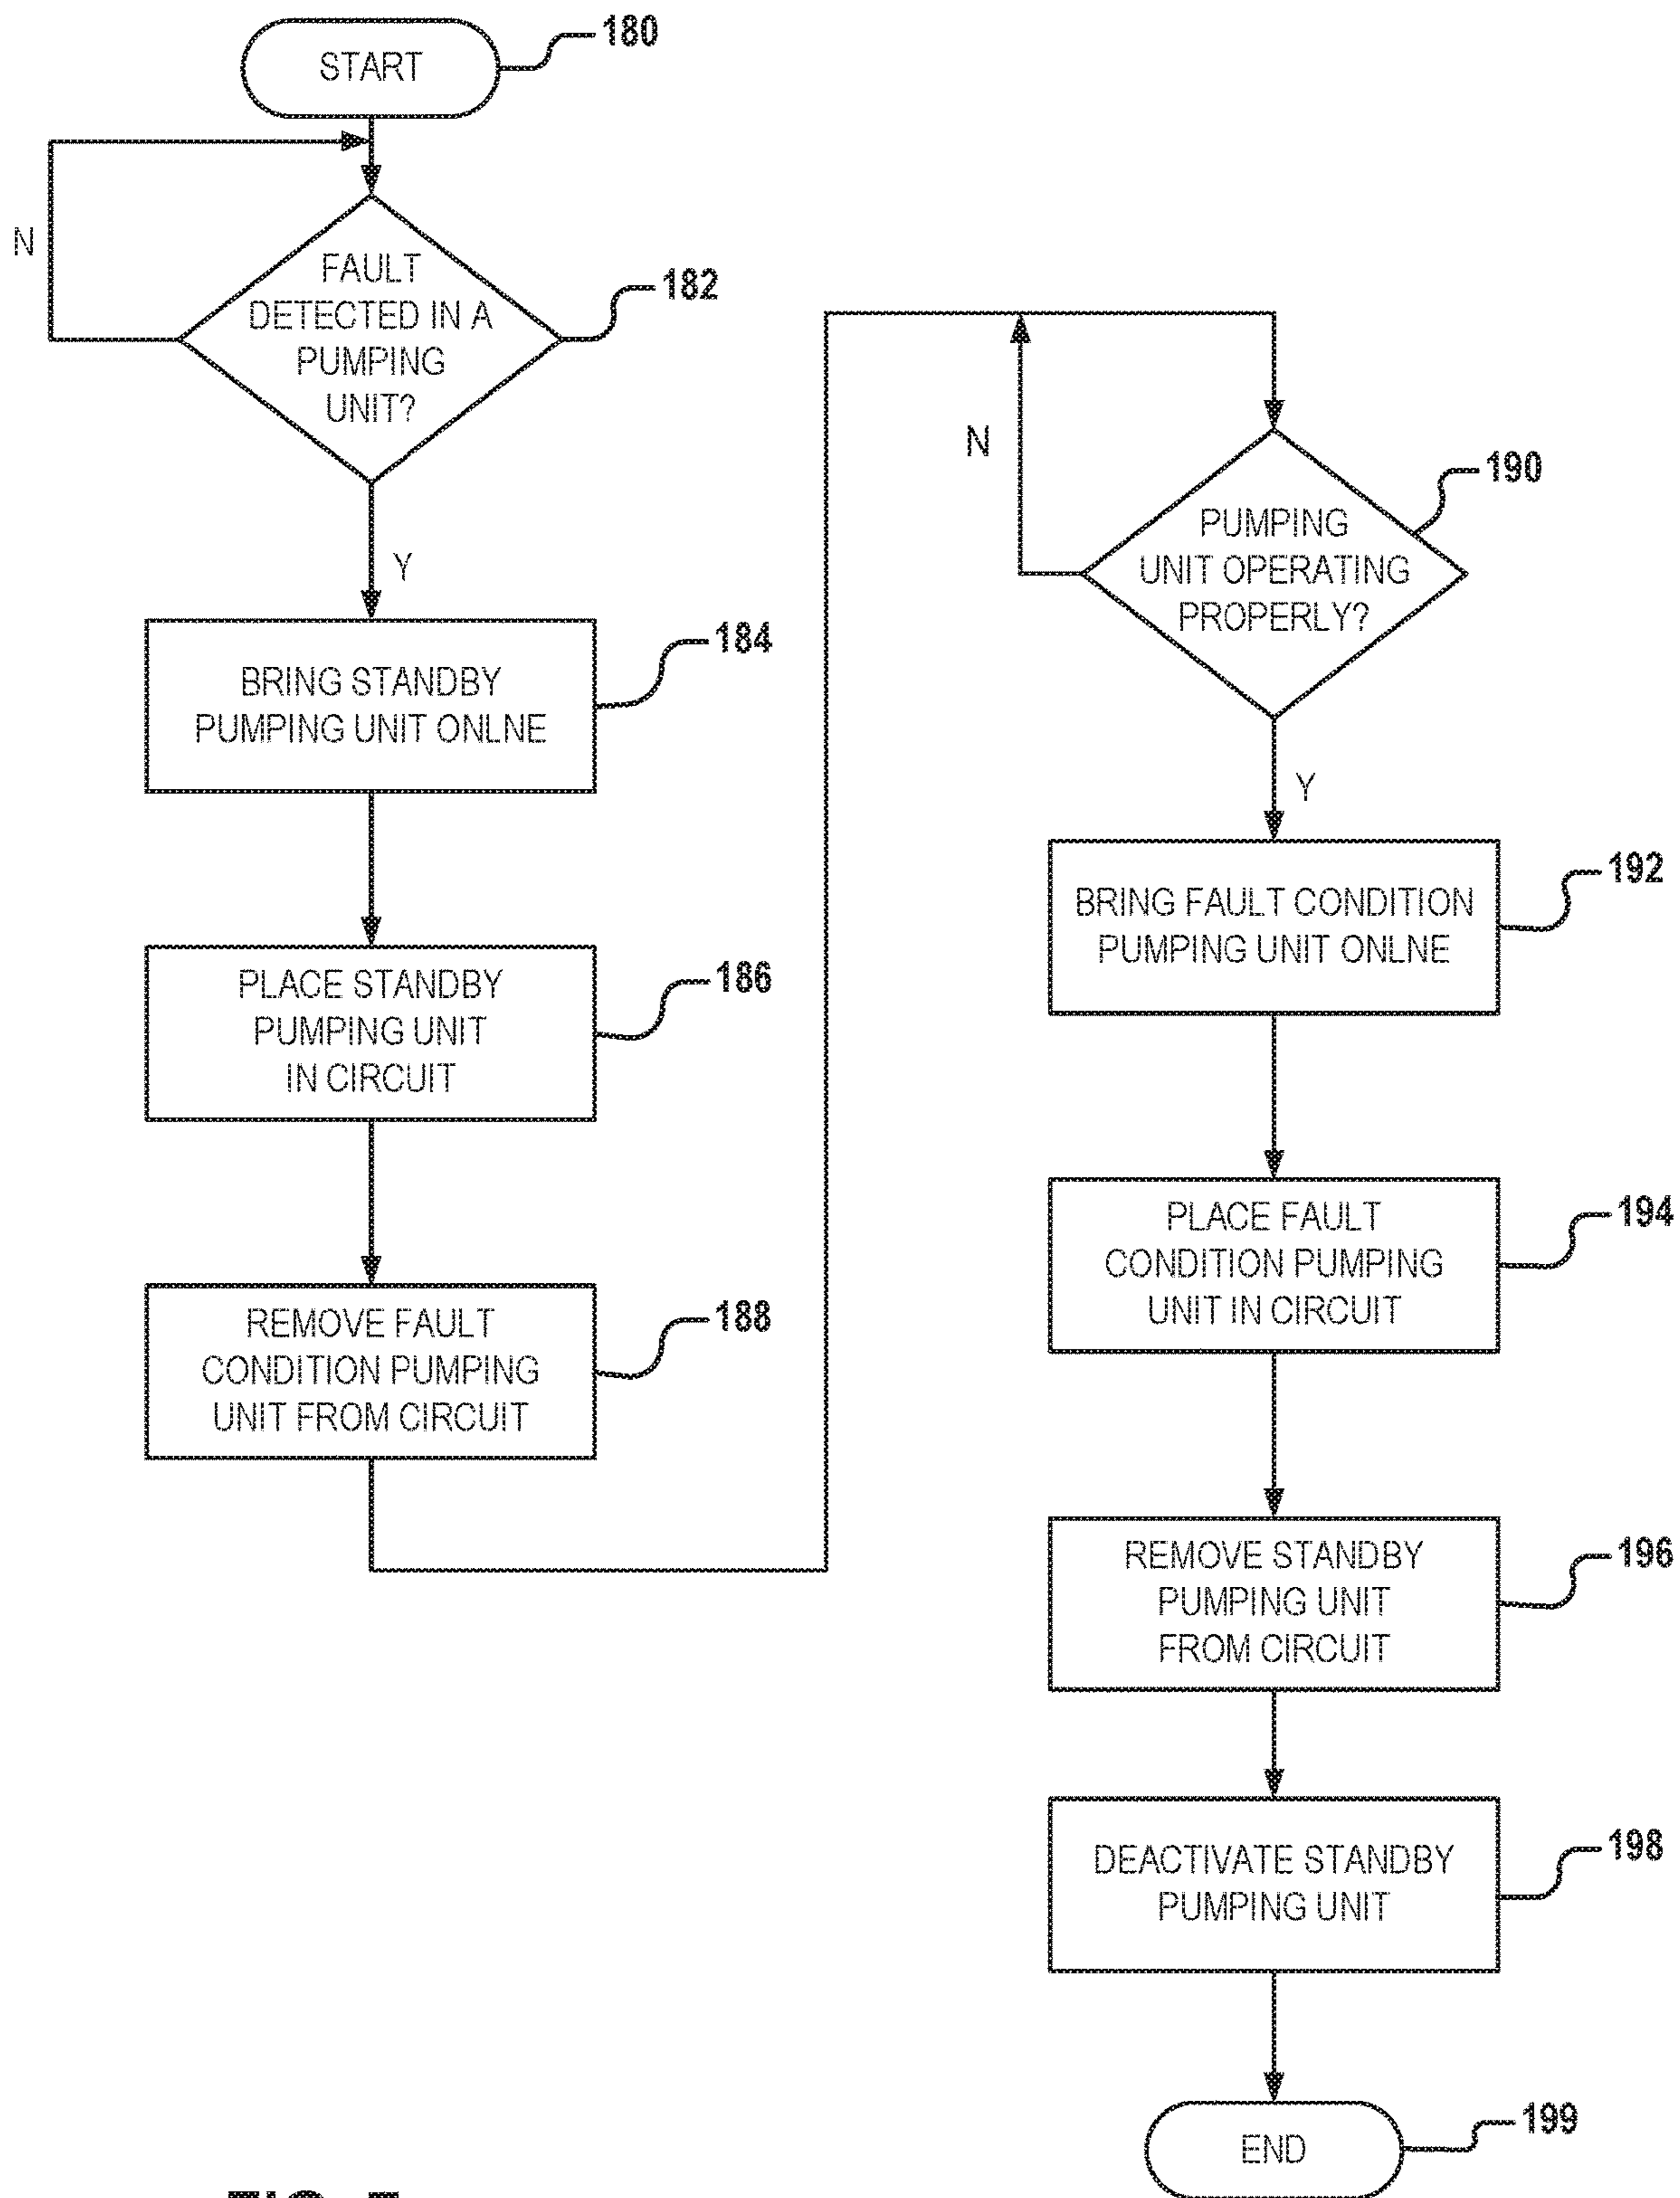 START
180
N
FAULT
DETECTED IN A
PUMPING
UNIT?
182
Y
BRING STANDBY
PUMPING UNIT ONLNE
184
PLACE STANDBY
PUMPING UNIT
IN CIRCUIT
186
REMOVE FAULT
CONDITION PUMPING
UNIT FROM CIRCUIT
188
N
PUMPING
UNIT OPERATING
PROPERLY?
190
Y
BRING FAULT CONDITION
PUMPING UNIT ONLNE
192
PLACE FAULT
CONDITION PUMPING
UNIT IN CIRCUIT
194
REMOVE STANDBY
PUMPING UNIT
FROM CIRCUIT
196
DEACTIVATE STANDBY
PUMPING UNIT
198
END
199